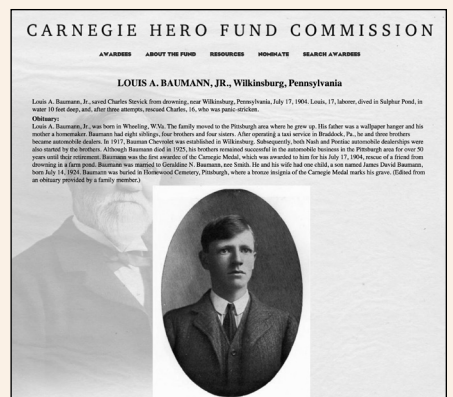 CARNEGIE HERO FUND COMMISSION
AWARDEES ABOUT THE FUND RESOURCES NOMINATE SEARCH AWARDEES
LOUIS A. BAUMANN, JR., Wilkinsburg, Pennsylvania
Louis A. Baumann, Jr., saved Charles Stevick from drowning, near Wilkinsburg, Pennsylvania, July 17, 1904. Louis, 17, laborer, dived in Sulphur Pond, in
water 10 feet deep, and, after three attempts, rescued Charles, 16, who was panic-stricken.
Obituary:
Louis A. Baumann, Jr., was born in Wheeling, W.Va. The family moved to the Pittsburgh area where he grew up. His father was a wallpaper hanger and his
mother a homemaker. Baumann had eight siblings, four brothers and four sisters. After operating a taxi service in Braddock, Pa., he and three brothers
became automobile dealers. In 1917, Bauman Chevrolet was established in Wilkinsburg. Subsequently, both Nash and Pontiac automobile dealerships were
also started by the brothers. Although Baumann died in 1925, his brothers remained successful in the automobile business in the Pittsburgh area for over 50
years until their retirement. Baumann was the first awardee of the Carnegie Medal, which was awarded to him for his July 17, 1904, rescue of a friend from
drowning in a farm pond. Baumann was married to Geraldine N. Baumann, nee Smith. He and his wife had one child, a son named James David Baumann,
born July 14, 1924. Baumann was buried in Homewood Cemetery, Pittsburgh, where a bronze insignia of the Carnegie Medal marks his grave. (Edited from
an obituary provided by a family member.)